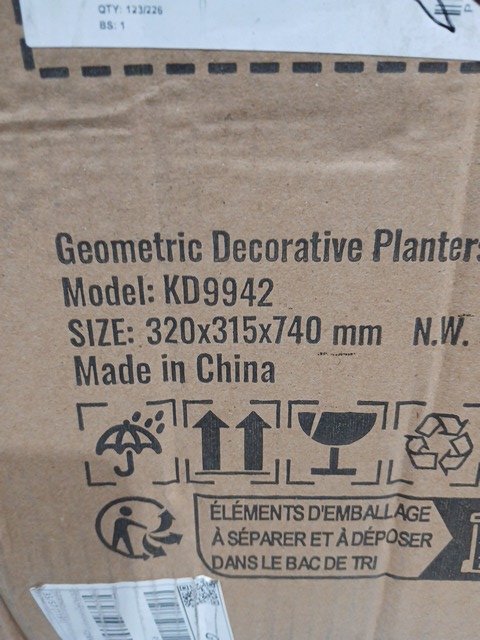 QTY: 123/226
BS: 1
Geometric Decorative Planters
Model: KD9942
SIZE: 320x315x740 mm N.W.
Made in China
ÉLÉMENTS D'EMBALLAGE
À SÉPARER ET À DÉPOSER
DANS LE BAC DE TRI